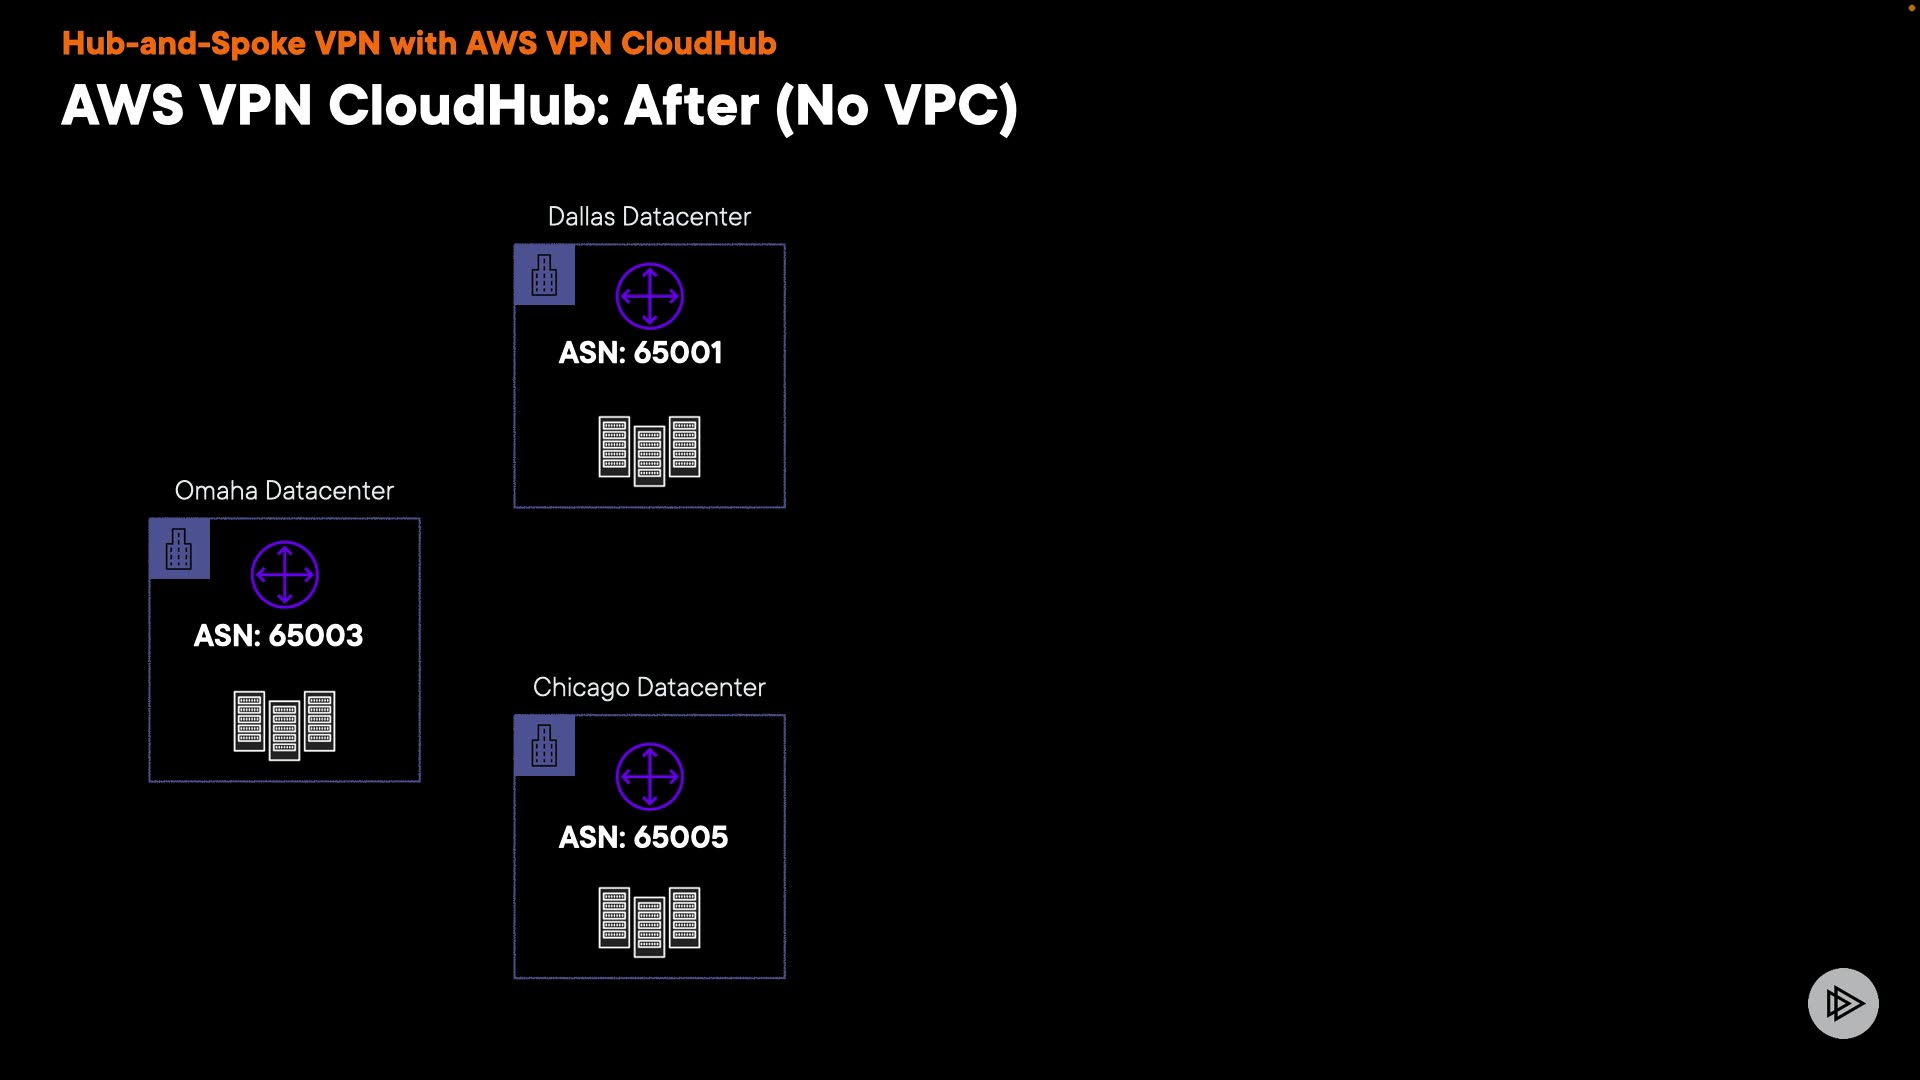 Hub-and-Spoke VPN with AWS VPN CloudHub
AWS VPN CloudHub: After (No VPC)
Dallas Datacenter
ASN: 65001
Omaha Datacenter
ASN: 65003
Chicago Datacenter
ASN: 65005